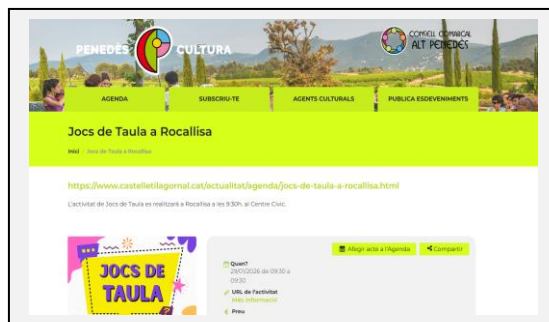 PENEDÈS CULTURA
CONSELL COMARCAL
ALT PENEDÈS
AGENDA
SUBSCRIU-TE
AGENTS CULTURALS
PUBLICA ESDEVENIMENTS
Jocs de Taula a Rocallisa
Inici / Jocs de Taula a Rocallisa
https://www.castelletilagornal.cat/actualitat/agenda/jocs-de-taula-a-rocallisa.html
L'activitat de Jocs de Taula es realitzarà a Rocallisa a les 9:30h. al Centre Cívic.
Afegir acte a l'Agenda
Compartir
JOCS DE
TAULA
Quan?
29/01/2026 de 09:30 a
09:30
URL de l'activitat
Més informació
Preu